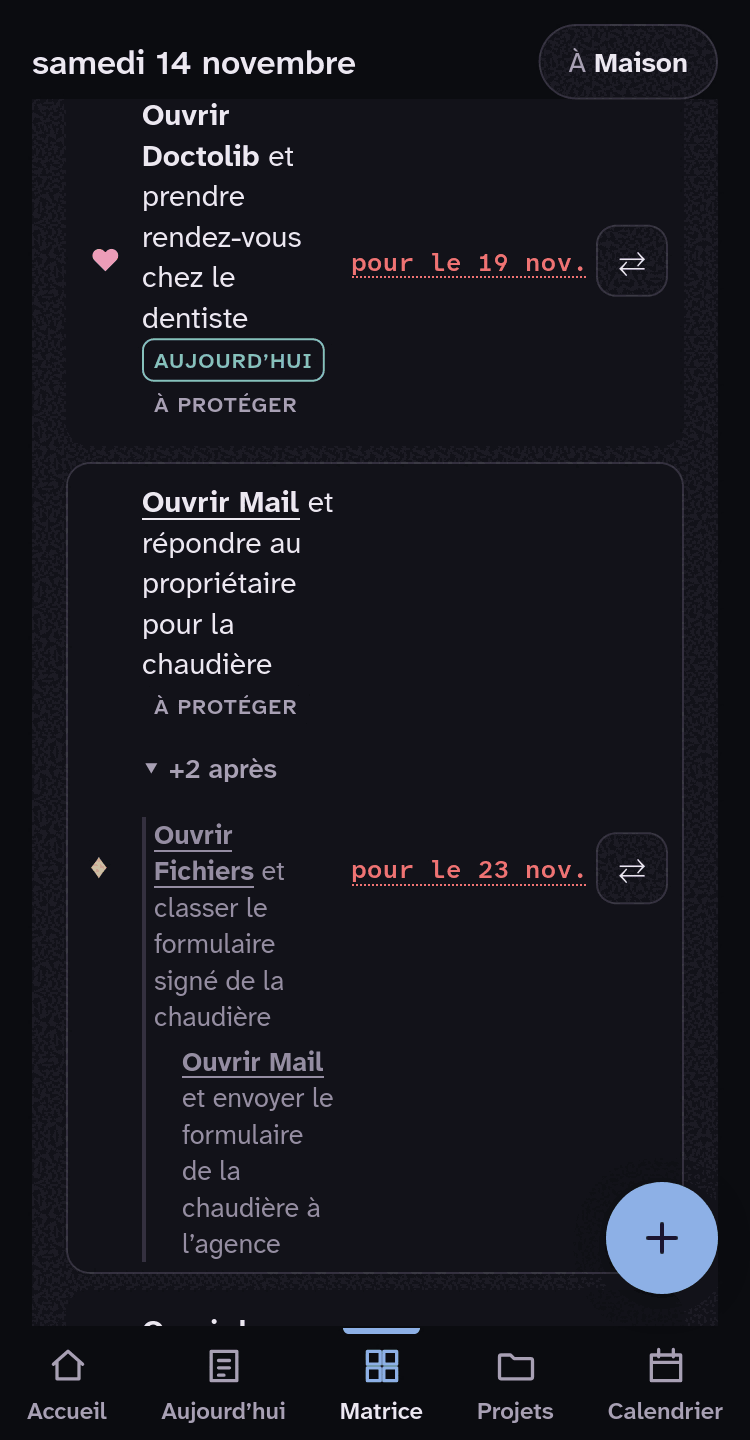 samedi 14 novembre
À Maison
Ouvrir
Doctolib et
prendre
rendez-vous
chez le
dentiste
AUJOURD’HUI
À PROTÉGER
pour le 19 nov.
Ouvrir Mail et
répondre au
propriétaire
pour la
chaudière
À PROTÉGER
+2 après
Ouvrir
Fichiers et
classer le
formulaire
signé de la
chaudière
Ouvrir Mail
et envoyer le
formulaire
de la
chaudière à
l’agence
pour le 23 nov.
Accueil
Aujourd’hui
Matrice
Projets
Calendrier